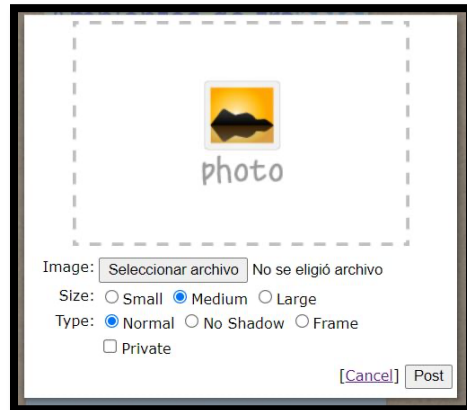 photo
Image: Seleccionar archivo No se eligió archivo
Size: Small Medium Large
Type: Normal No Shadow Frame
Private
[Cancel] Post